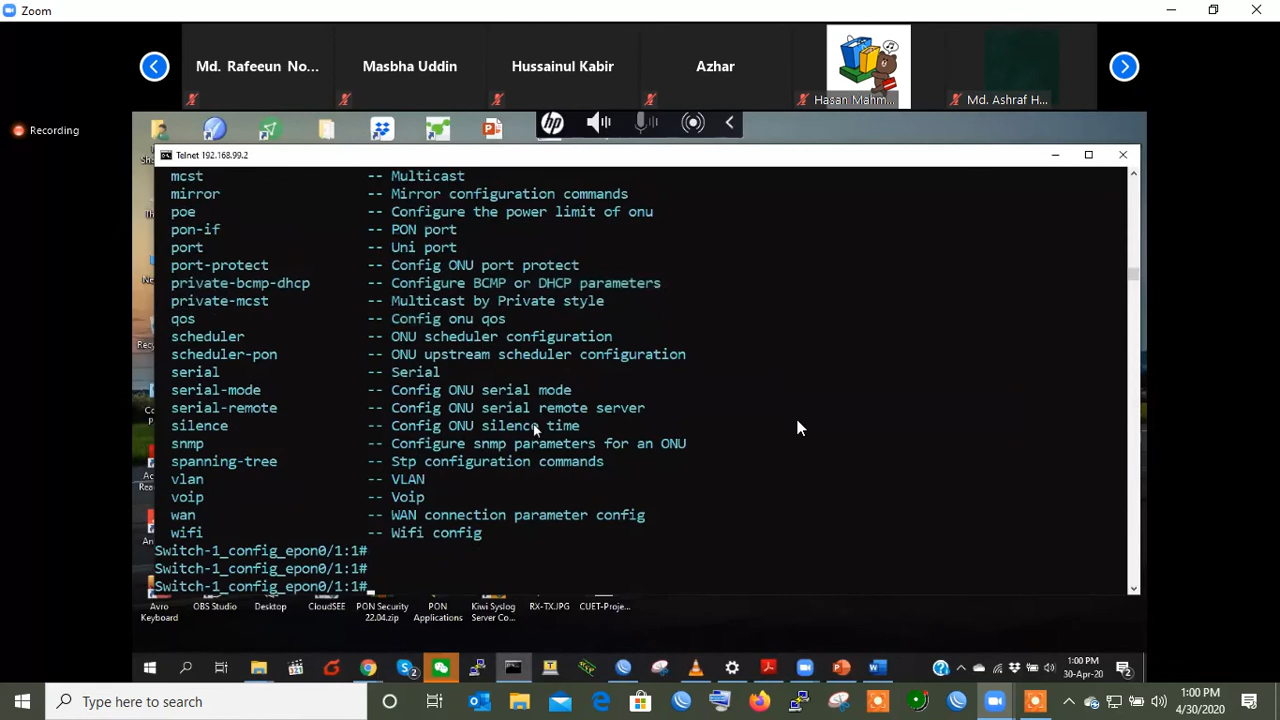 Zoom
Md. Rafeeun No...
Masbha Uddin
Hussainul Kabir
Azhar
Hasan Mahm...
Md. Ashraf H...
Recording
Telnet 192.168.99.2
mcst -- Multicast
mirror -- Mirror configuration commands
poe -- Configure the power limit of onu
pon-if -- PON port
port -- Uni port
port-protect -- Config ONU port protect
private-bcmp-dhcp -- Configure BCMP or DHCP parameters
private-mcst -- Multicast by Private style
qos -- Config onu qos
scheduler -- ONU scheduler configuration
scheduler-pon -- ONU upstream scheduler configuration
serial -- Serial
serial-mode -- Config ONU serial mode
serial-remote -- Config ONU serial remote server
silence -- Config ONU silence time
snmp -- Configure snmp parameters for an ONU
spanning-tree -- Stp configuration commands
vlan -- VLAN
voip -- Voip
wan -- WAN connection parameter config
wifi -- Wifi config
Switch-1_config_epon0/1:1#
Switch-1_config_epon0/1:1#
Switch-1_config_epon0/1:1#
Avro Keyboard
OBS Studio
Desktop
CloudSEE
PON Security 22.04.zip
PON Applications
Kiwi Syslog Server Co...
RX-TX.JPG
CUET-Proje...
1:00 PM
30-Apr-20
Type here to search
1:00 PM
4/30/2020